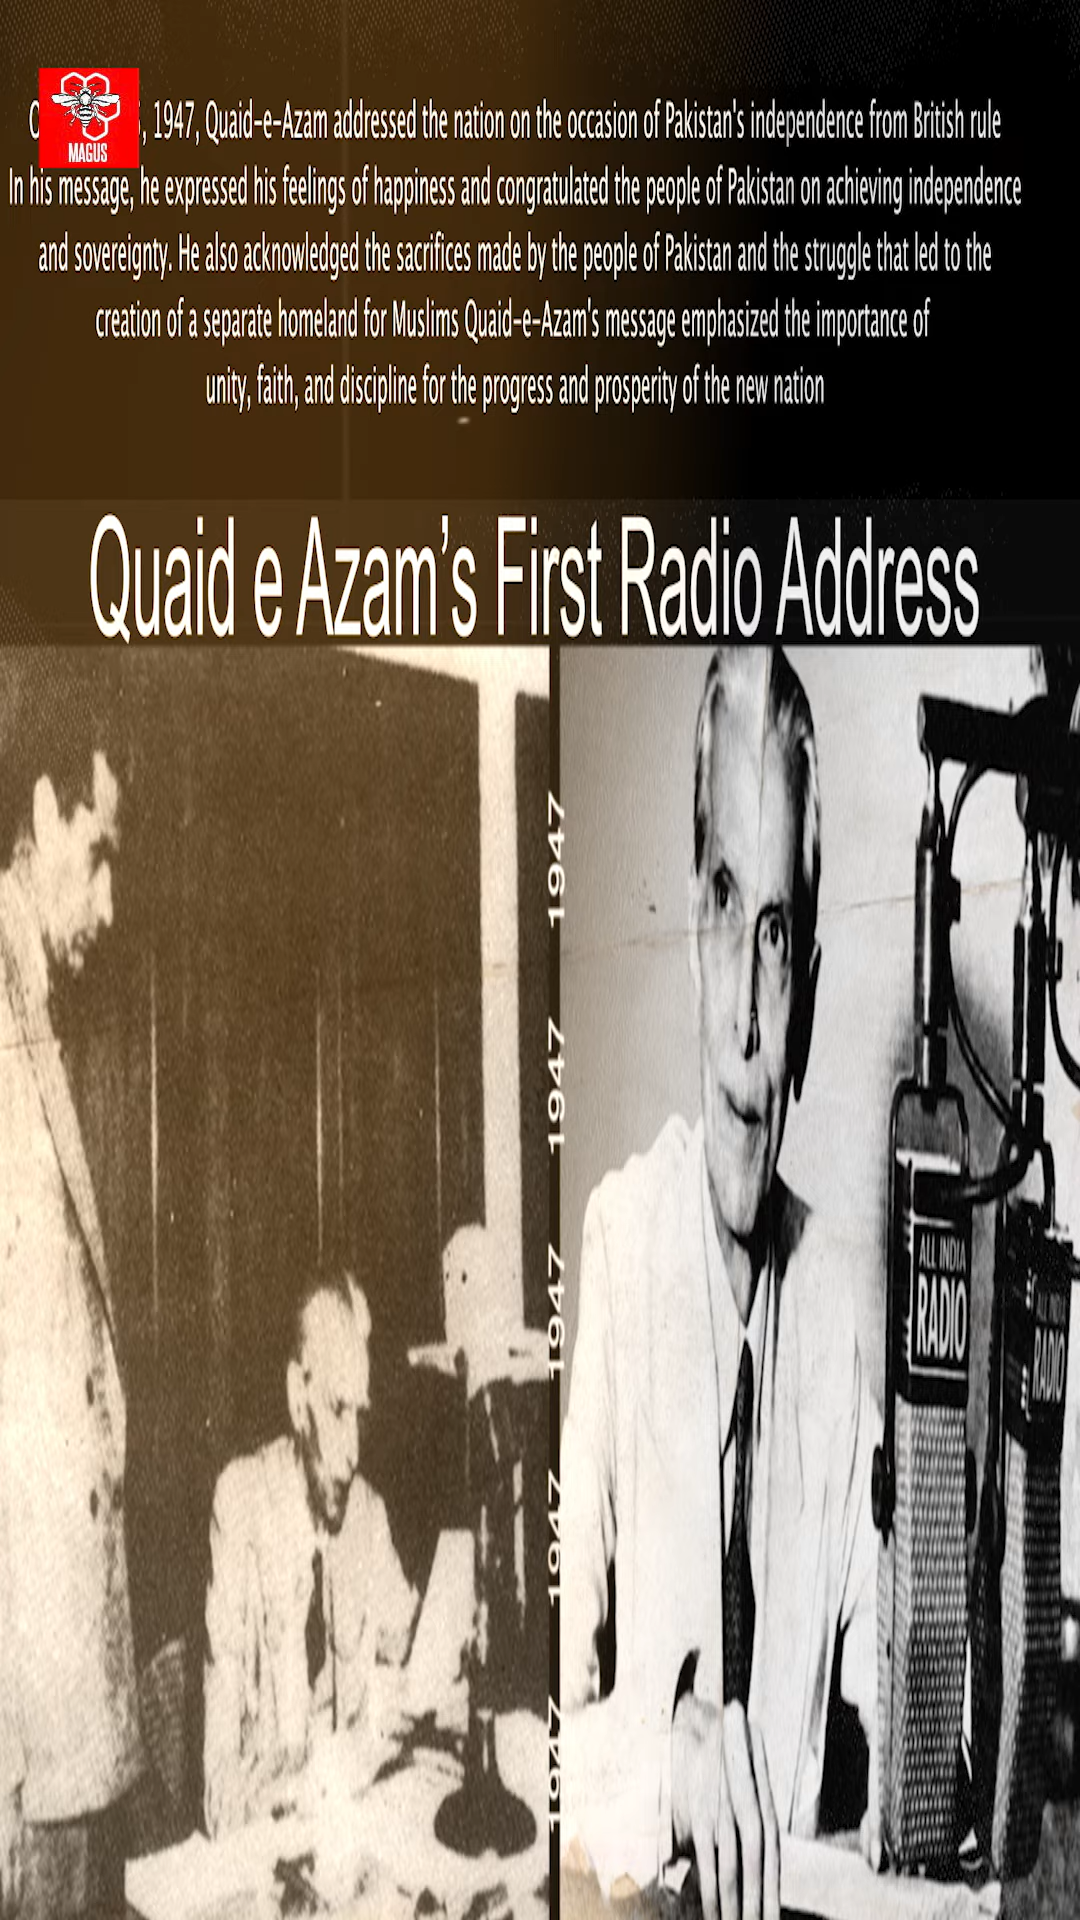 MAGUS
, 1947, Quaid-e-Azam addressed the nation on the occasion of Pakistan's independence from British rule
In his message, he expressed his feelings of happiness and congratulated the people of Pakistan on achieving independence
and sovereignty. He also acknowledged the sacrifices made by the people of Pakistan and the struggle that led to the
creation of a separate homeland for Muslims Quaid-e-Azam's message emphasized the importance of
unity, faith, and discipline for the progress and prosperity of the new nation
Quaid e Azam’s First Radio Address
1947
1947
1947
1947
1947
ALL INDIA
RADIO
ALL INDIA
RADIO